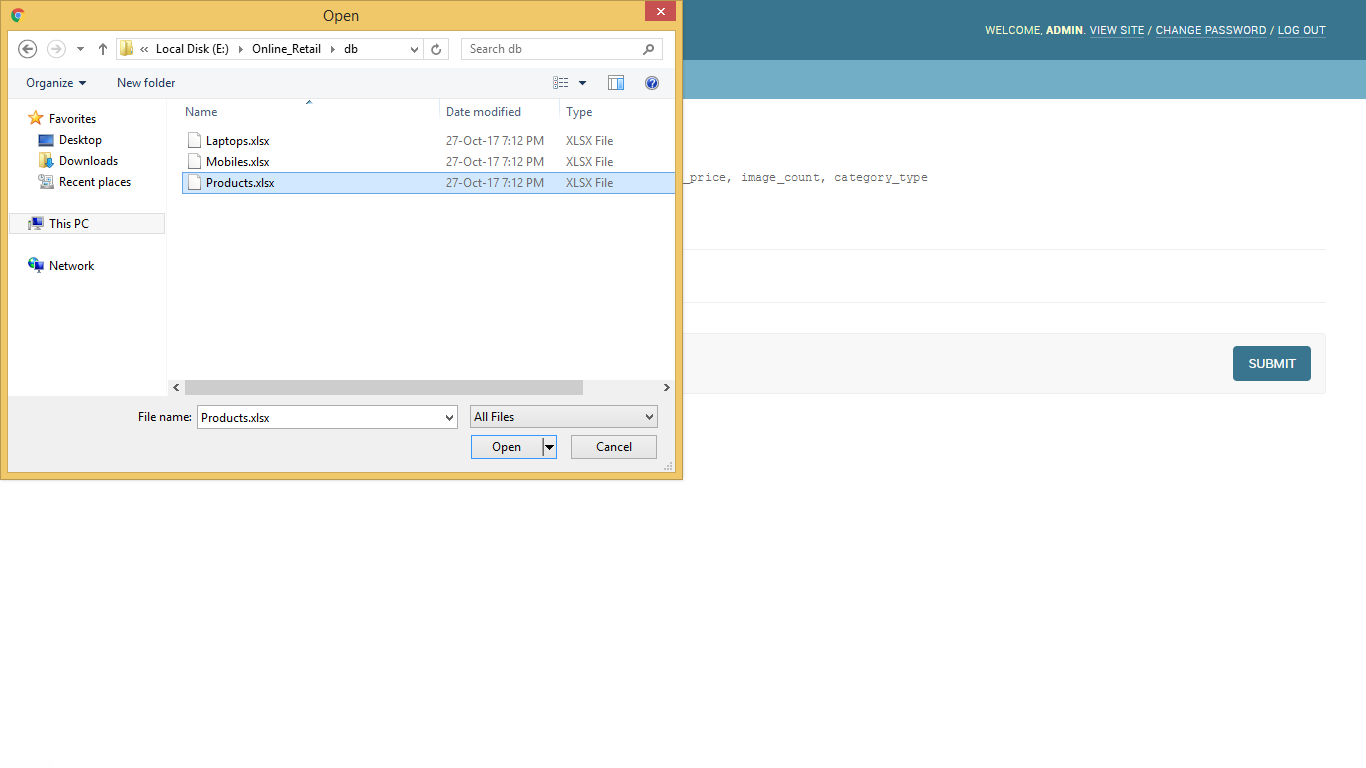 Open
WELCOME, ADMIN. VIEW SITE / CHANGE PASSWORD / LOG OUT
« Local Disk (E:) Online_Retail db
Search db
Organize New folder
Name Date modified Type
Favorites
Desktop
Downloads
Recent places
This PC
Network
Laptops.xlsx 27-Oct-17 7:12 PM XLSX File
Mobiles.xlsx 27-Oct-17 7:12 PM XLSX File
Products.xlsx 27-Oct-17 7:12 PM XLSX File
_price, image_count, category_type
SUBMIT
File name: Products.xlsx All Files
Open Cancel